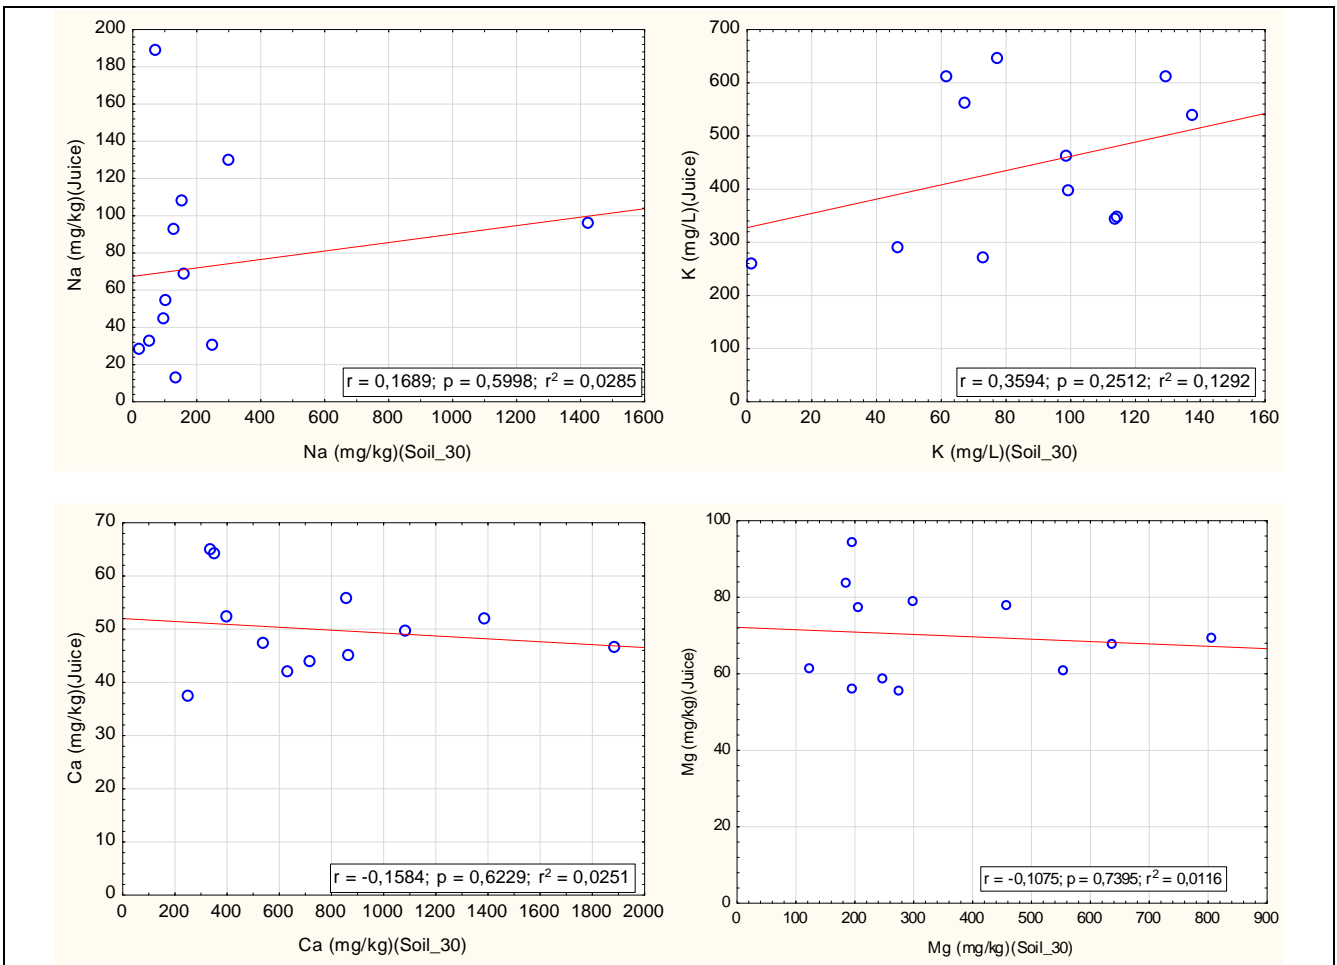 200
180
160
140
120
100
80
60
40
20
0
Na (mg/kg)(Juice)
r = 0,1689; p = 0,5998; r² = 0,0285
0 200 400 600 800 1000 1200 1400 1600
Na (mg/kg)(Soil_30)
700
600
500
400
300
200
100
0
K (mg/L)(Juice)
r = 0,3594; p = 0,2512; r² = 0,1292
0 20 40 60 80 100 120 140 160
K (mg/L)(Soil_30)
70
60
50
40
30
20
10
0
Ca (mg/kg)(Juice)
r = -0,1584; p = 0,6229; r² = 0,0251
0 200 400 600 800 1000 1200 1400 1600 1800 2000
Ca (mg/kg)(Soil_30)
100
80
60
40
20
0
Mg (mg/kg)(Juice)
r = -0,1075; p = 0,7395; r² = 0,0116
0 100 200 300 400 500 600 700 800 900
Mg (mg/kg)(Soil_30)